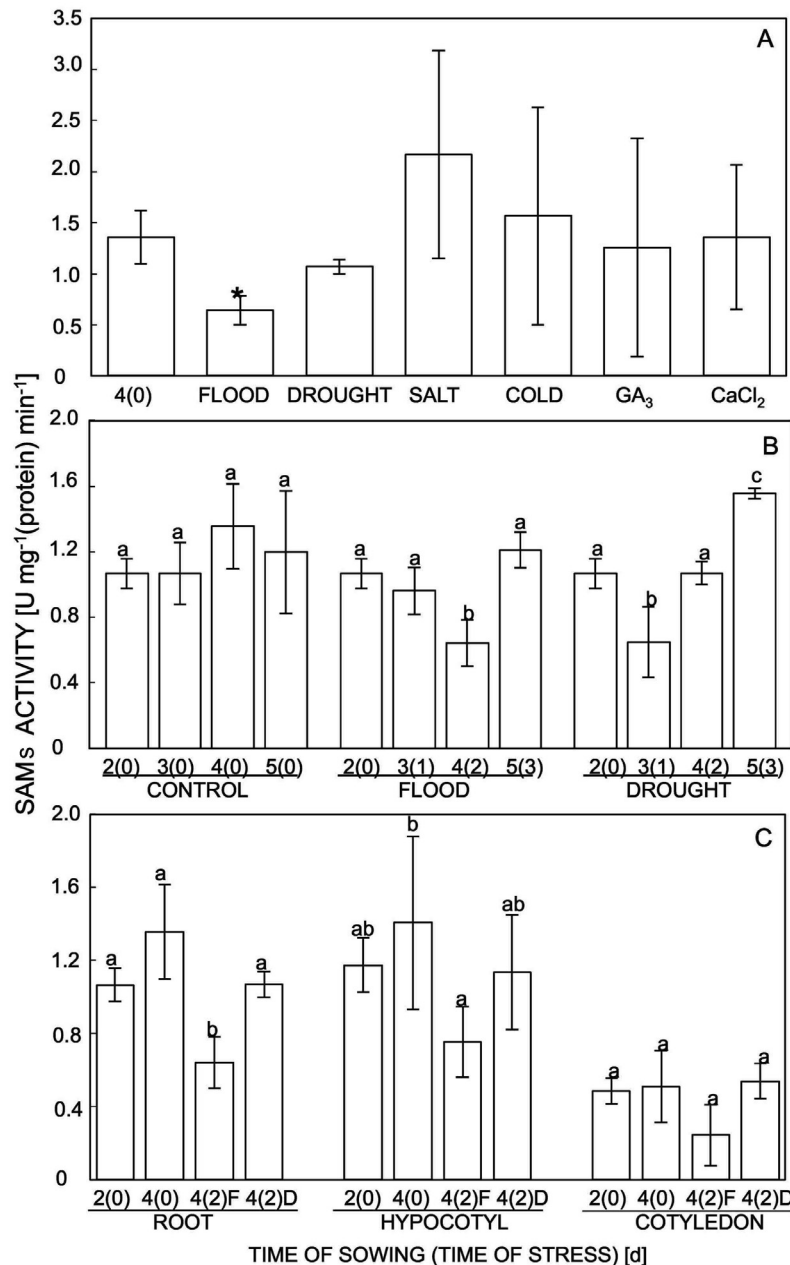 SAMs ACTIVITY [U mg⁻¹(protein) min⁻¹]
A
3.5
3.0
2.5
2.0
1.5
1.0
0.5
0
*
4(0) FLOOD DROUGHT SALT COLD GA₃ CaCl₂
B
2.0
1.6
1.2
0.8
0.4
0
a a a a a a b a a b a c
2(0) 3(0) 4(0) 5(0) 2(0) 3(1) 4(2) 5(3) 2(0) 3(1) 4(2) 5(3)
CONTROL FLOOD DROUGHT
C
2.0
1.6
1.2
0.8
0.4
0
a a b a ab b a ab a a a a
2(0) 4(0) 4(2)F 4(2)D 2(0) 4(0) 4(2)F 4(2)D 2(0) 4(0) 4(2)F 4(2)D
ROOT HYPOCOTYL COTYLEDON
TIME OF SOWING (TIME OF STRESS) [d]